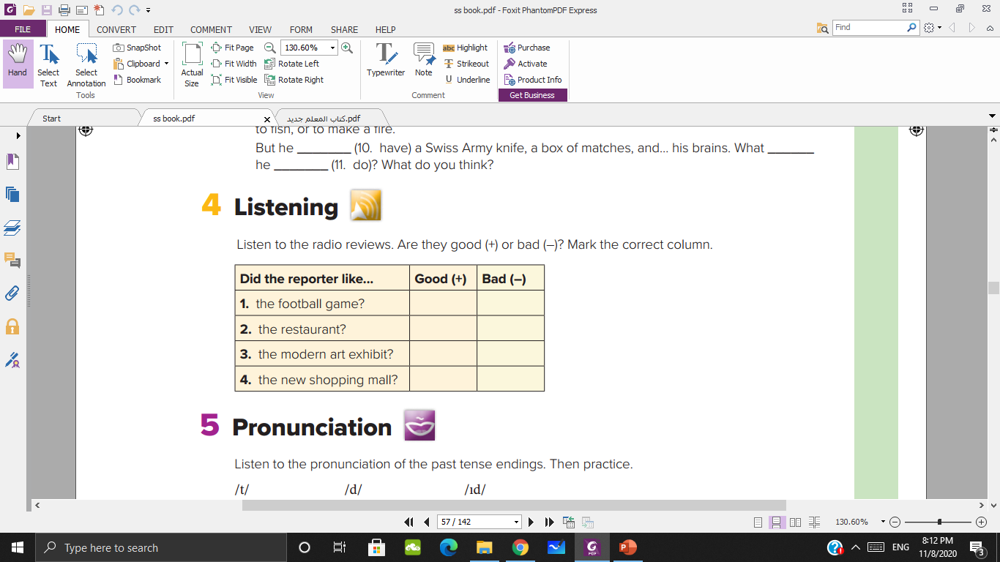 ss book.pdf - Foxit PhantomPDF Express
FILE HOME CONVERT EDIT COMMENT VIEW FORM SHARE HELP
Find
Hand
Select Text
Select Annotation
SnapShot
Clipboard
Bookmark
Tools
Actual Size
Fit Page
Fit Width
Fit Visible
130.60%
Rotate Left
Rotate Right
View
Typewriter
Note
abc Highlight
T Strikeout
U Underline
Comment
Purchase
Activate
Product Info
Get Business
Start
ss book.pdf
كتاب المعلم جديد.pdf
to fish, or to make a fire.
But he ________ (10. have) a Swiss Army knife, a box of matches, and... his brains. What _______
he ________ (11. do)? What do you think?
4 Listening
Listen to the radio reviews. Are they good (+) or bad (–)? Mark the correct column.
Did the reporter like... Good (+) Bad (–)
1. the football game?
2. the restaurant?
3. the modern art exhibit?
4. the new shopping mall?
5 Pronunciation
Listen to the pronunciation of the past tense endings. Then practice.
/t/ /d/ /ɪd/
57 / 142
130.60%
Type here to search
ENG
8:12 PM
11/8/2020
3